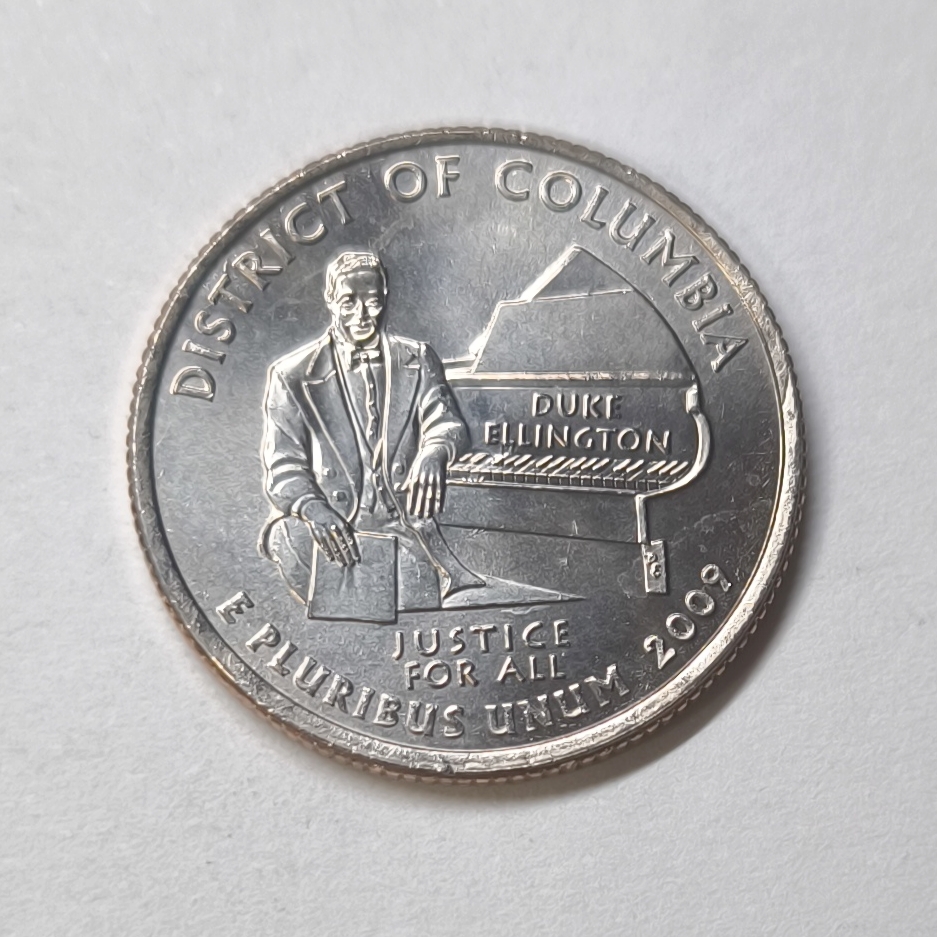 DISTRICT OF COLUMBIA
DUKE
ELLINGTON
JUSTICE
FOR ALL
E PLURIBUS UNUM 2009